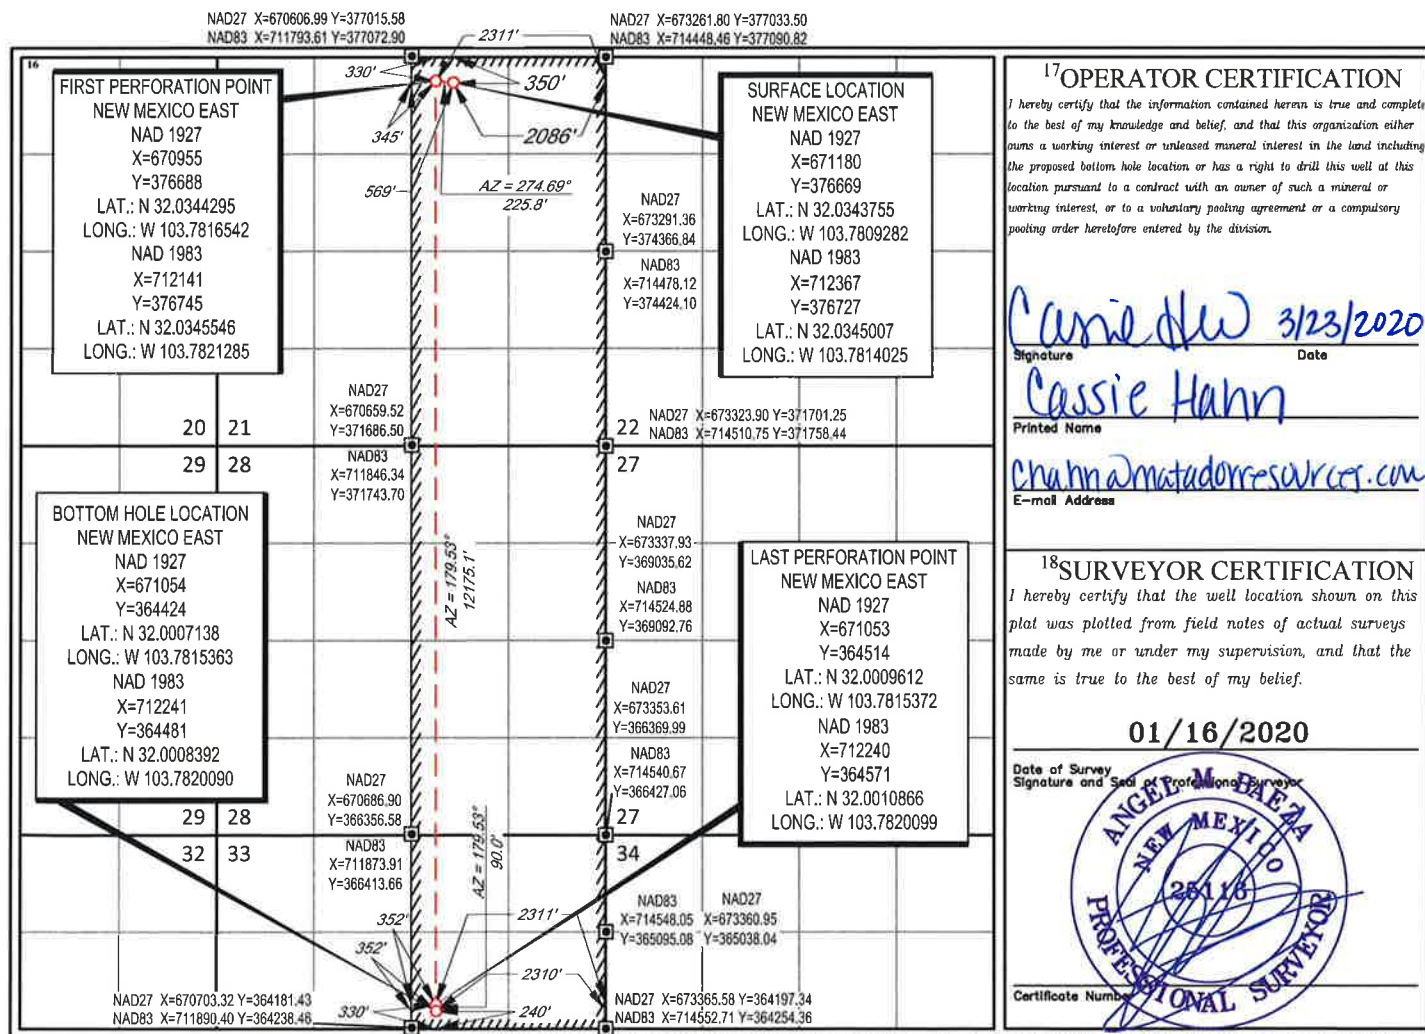 NAD27 X=670606.99 Y=377015.58
NAD83 X=711793.61 Y=377072.90
NAD27 X=673261.80 Y=377033.50
NAD83 X=714448.46 Y=377090.82
16
2311'
330'
350'
345'
2086'
569'
AZ = 274.69°
225.8'
FIRST PERFORATION POINT
NEW MEXICO EAST
NAD 1927
X=670955
Y=376688
LAT.: N 32.0344295
LONG.: W 103.7816542
NAD 1983
X=712141
Y=376745
LAT.: N 32.0345546
LONG.: W 103.7821285
SURFACE LOCATION
NEW MEXICO EAST
NAD 1927
X=671180
Y=376669
LAT.: N 32.0343755
LONG.: W 103.7809282
NAD 1983
X=712367
Y=376727
LAT.: N 32.0345007
LONG.: W 103.7814025
NAD27
X=673291.36
Y=374366.84
NAD83
X=714478.12
Y=374424.10
NAD27
X=670659.52
Y=371686.50
NAD83
X=711846.34
Y=371743.70
20 21
29 28
22
27
NAD27 X=673323.90 Y=371701.25
NAD83 X=714510.75 Y=371758.44
BOTTOM HOLE LOCATION
NEW MEXICO EAST
NAD 1927
X=671054
Y=364424
LAT.: N 32.0007138
LONG.: W 103.7815363
NAD 1983
X=712241
Y=364481
LAT.: N 32.0008392
LONG.: W 103.7820090
AZ = 179.53°
12175.1'
NAD27
X=673337.93
Y=369035.62
NAD83
X=714524.88
Y=369092.76
LAST PERFORATION POINT
NEW MEXICO EAST
NAD 1927
X=671053
Y=364514
LAT.: N 32.0009612
LONG.: W 103.7815372
NAD 1983
X=712240
Y=364571
LAT.: N 32.0010866
LONG.: W 103.7820099
NAD27
X=673353.61
Y=366369.99
NAD83
X=714540.67
Y=366427.06
NAD27
X=670686.90
Y=366356.58
NAD83
X=711873.91
Y=366413.66
29 28
32 33
27
34
AZ = 179.53°
90.0'
NAD83 NAD27
X=714548.05 X=673360.95
Y=365095.08 Y=365038.04
352'
2311'
352'
2310'
330'
240'
NAD27 X=670703.32 Y=364181.43
NAD83 X=711890.40 Y=364238.46
NAD27 X=673365.58 Y=364197.34
NAD83 X=714552.71 Y=364254.36
17OPERATOR CERTIFICATION
I hereby certify that the information contained herein is true and complete
to the best of my knowledge and belief, and that this organization either
owns a working interest or unleased mineral interest in the land including
the proposed bottom hole location or has a right to drill this well at this
location pursuant to a contract with an owner of such a mineral or
working interest, or to a voluntary pooling agreement or a compulsory
pooling order heretofore entered by the division.
3/23/2020
Signature Date
Cassie Hahn
Printed Name
chahn@matadorresources.com
E-mail Address
18SURVEYOR CERTIFICATION
I hereby certify that the well location shown on this
plat was plotted from field notes of actual surveys
made by me or under my supervision, and that the
same is true to the best of my belief.
01/16/2020
Date of Survey
Signature and Seal of Professional Surveyor
ANGEL M. BAEZA
NEW MEXICO
25116
PROFESSIONAL SURVEYOR
Certificate Number